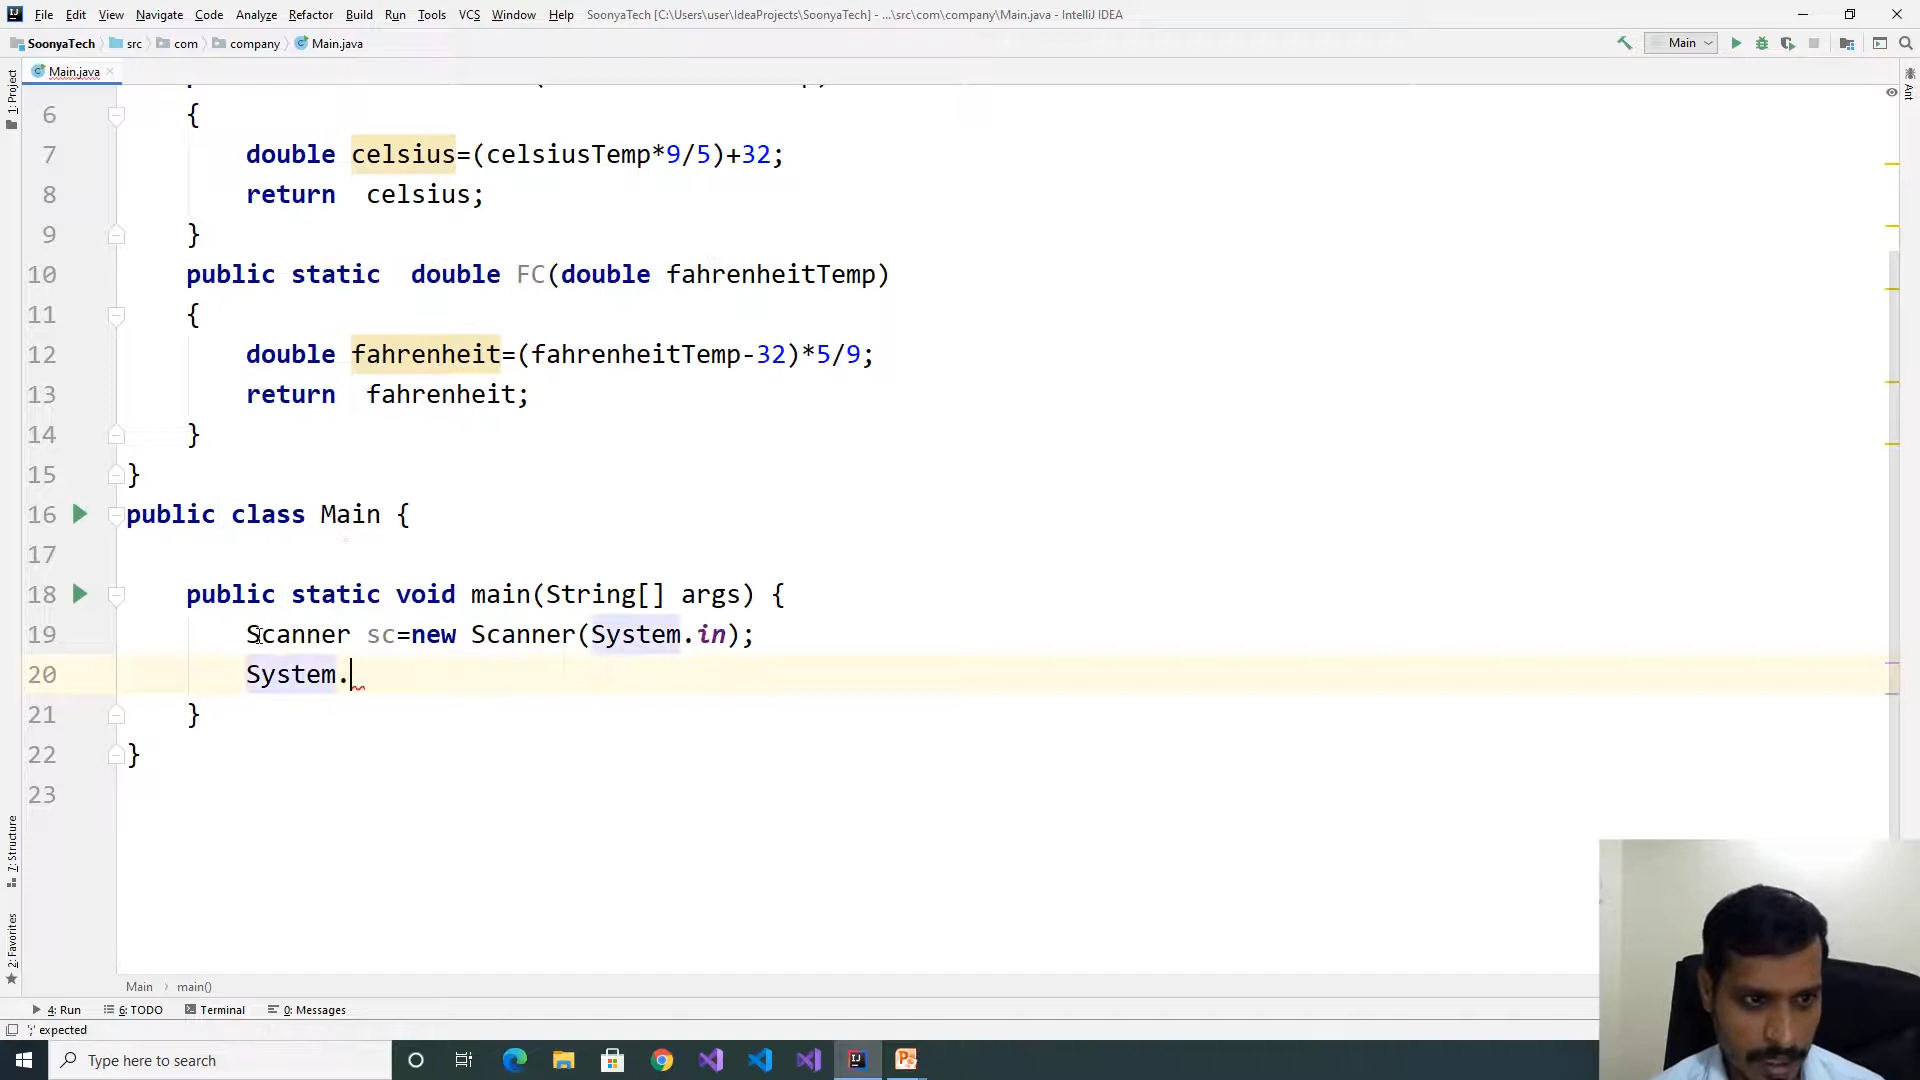 File Edit View Navigate Code Analyze Refactor Build Run Tools VCS Window Help SoonyaTech [C:\Users\user\IdeaProjects\SoonyaTech] - ...\src\com\company\Main.java - IntelliJ IDEA
SoonyaTech src com company Main.java Main
Main.java
1: Project
Ant
6 {
7 double celsius=(celsiusTemp*9/5)+32;
8 return celsius;
9 }
10 public static double FC(double fahrenheitTemp)
11 {
12 double fahrenheit=(fahrenheitTemp-32)*5/9;
13 return fahrenheit;
14 }
15 }
16 public class Main {
17
18 public static void main(String[] args) {
19 Scanner sc=new Scanner(System.in);
20 System.
21 }
22 }
23
7: Structure
2: Favorites
Main main()
4: Run 6: TODO Terminal 0: Messages
';' expected
Type here to search